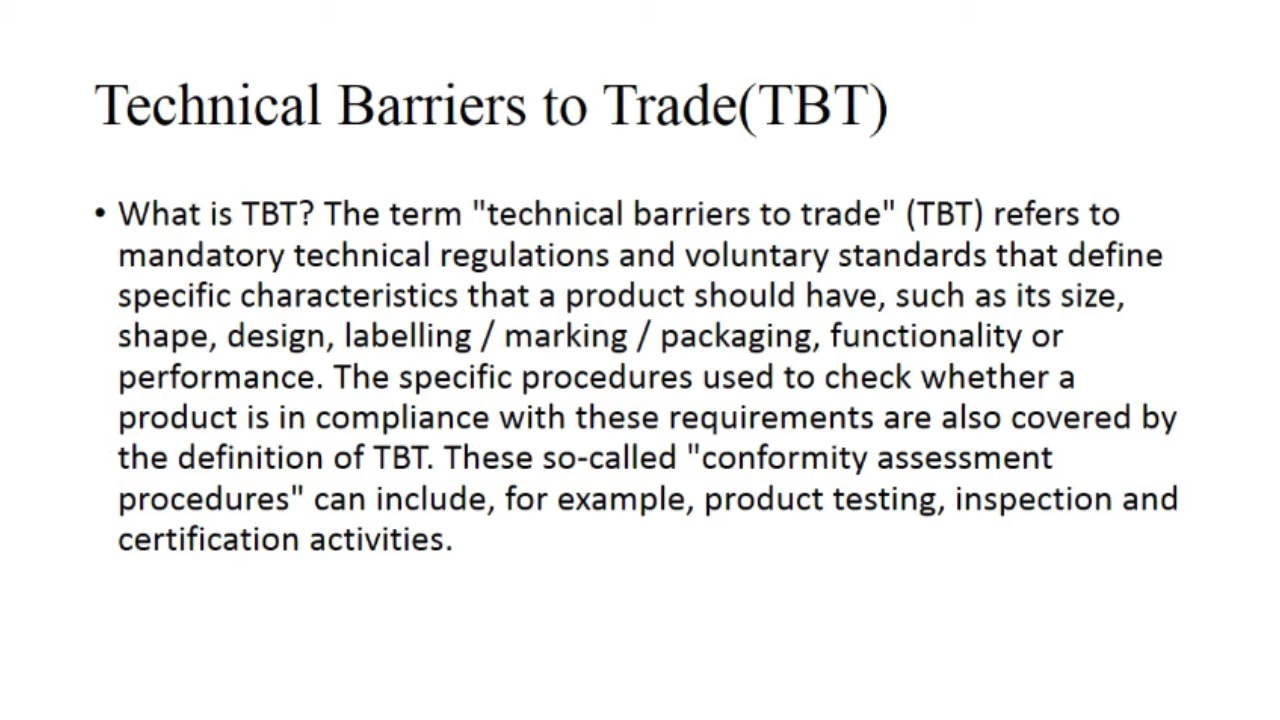 Technical Barriers to Trade(TBT)
• What is TBT? The term "technical barriers to trade" (TBT) refers to
mandatory technical regulations and voluntary standards that define
specific characteristics that a product should have, such as its size,
shape, design, labelling / marking / packaging, functionality or
performance. The specific procedures used to check whether a
product is in compliance with these requirements are also covered by
the definition of TBT. These so-called "conformity assessment
procedures" can include, for example, product testing, inspection and
certification activities.